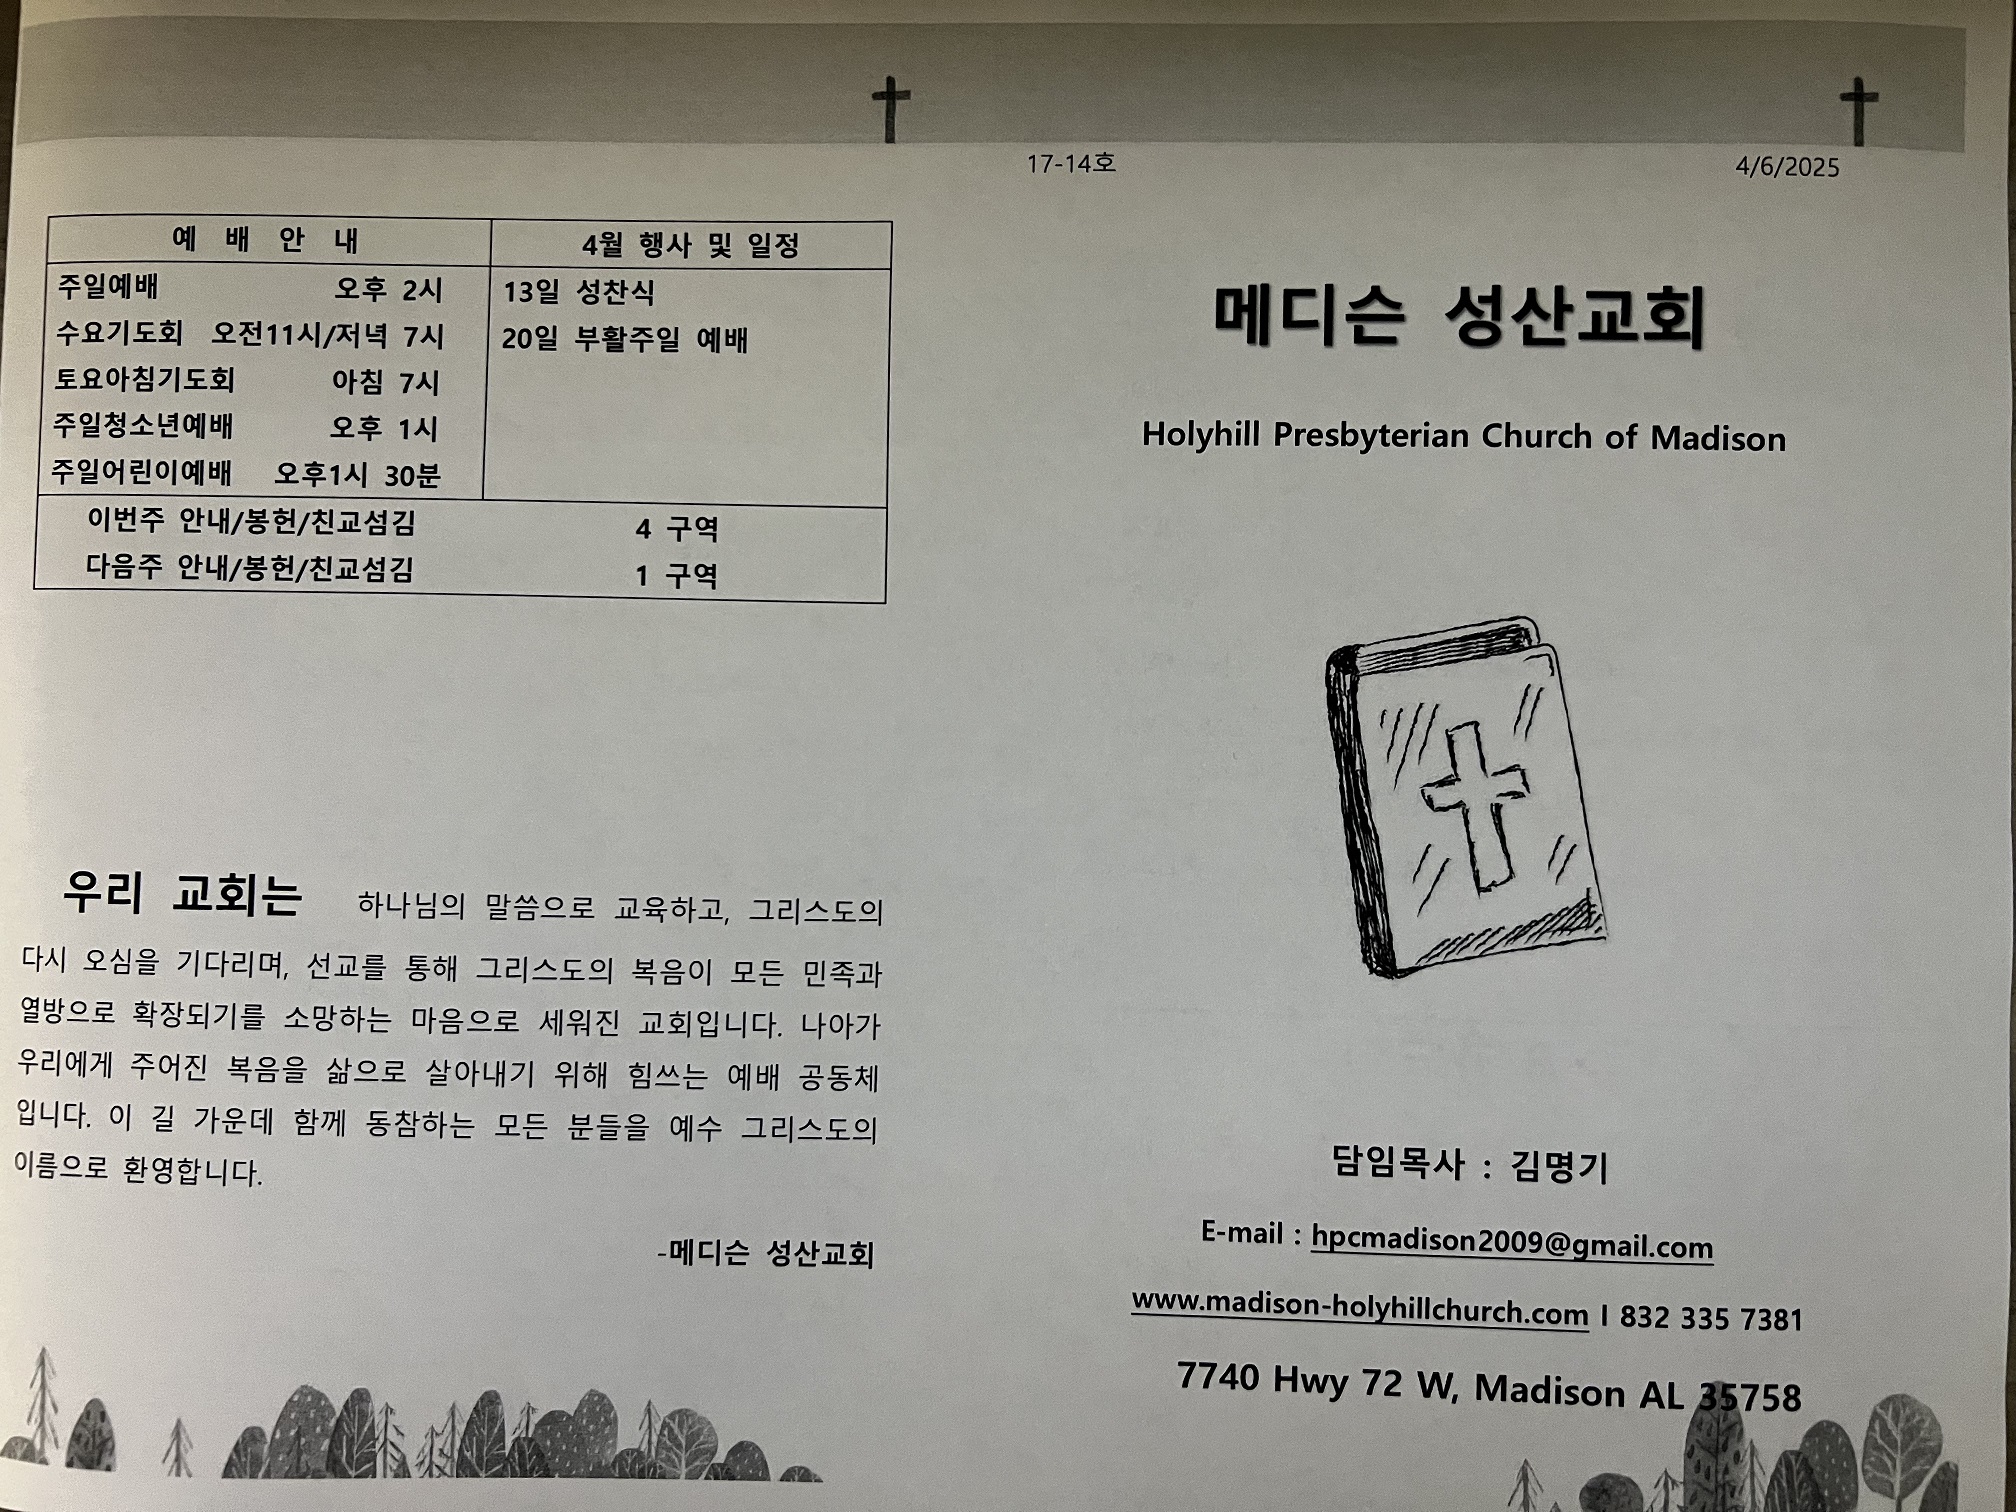 예 배 안 내
주일예배 오후 2시
수요기도회 오전11시/저녁 7시
토요아침기도회 아침 7시
주일청소년예배 오후 1시
주일어린이예배 오후1시 30분
4월 행사 및 일정
13일 성찬식
20일 부활주일 예배
이번주 안내/봉헌/친교섬김 4 구역
다음주 안내/봉헌/친교섬김 1 구역
우리 교회는 하나님의 말씀으로 교육하고, 그리스도의
다시 오심을 기다리며, 선교를 통해 그리스도의 복음이 모든 민족과
열방으로 확장되기를 소망하는 마음으로 세워진 교회입니다. 나아가
우리에게 주어진 복음을 삶으로 살아내기 위해 힘쓰는 예배 공동체
입니다. 이 길 가운데 함께 동참하는 모든 분들을 예수 그리스도의
이름으로 환영합니다.
-메디슨 성산교회
17-14호 4/6/2025
메디슨 성산교회
Holyhill Presbyterian Church of Madison
담임목사 : 김명기
E-mail : hpcmadison2009@gmail.com
www.madison-holyhillchurch.com I 832 335 7381
7740 Hwy 72 W, Madison AL 35758